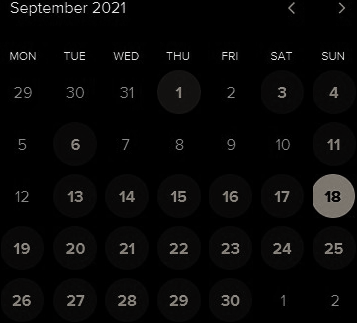 September 2021
MON TUE WED THU FRI SAT SUN
29 30 31 1 2 3 4
5 6 7 8 9 10 11
12 13 14 15 16 17 18
19 20 21 22 23 24 25
26 27 28 29 30 1 2